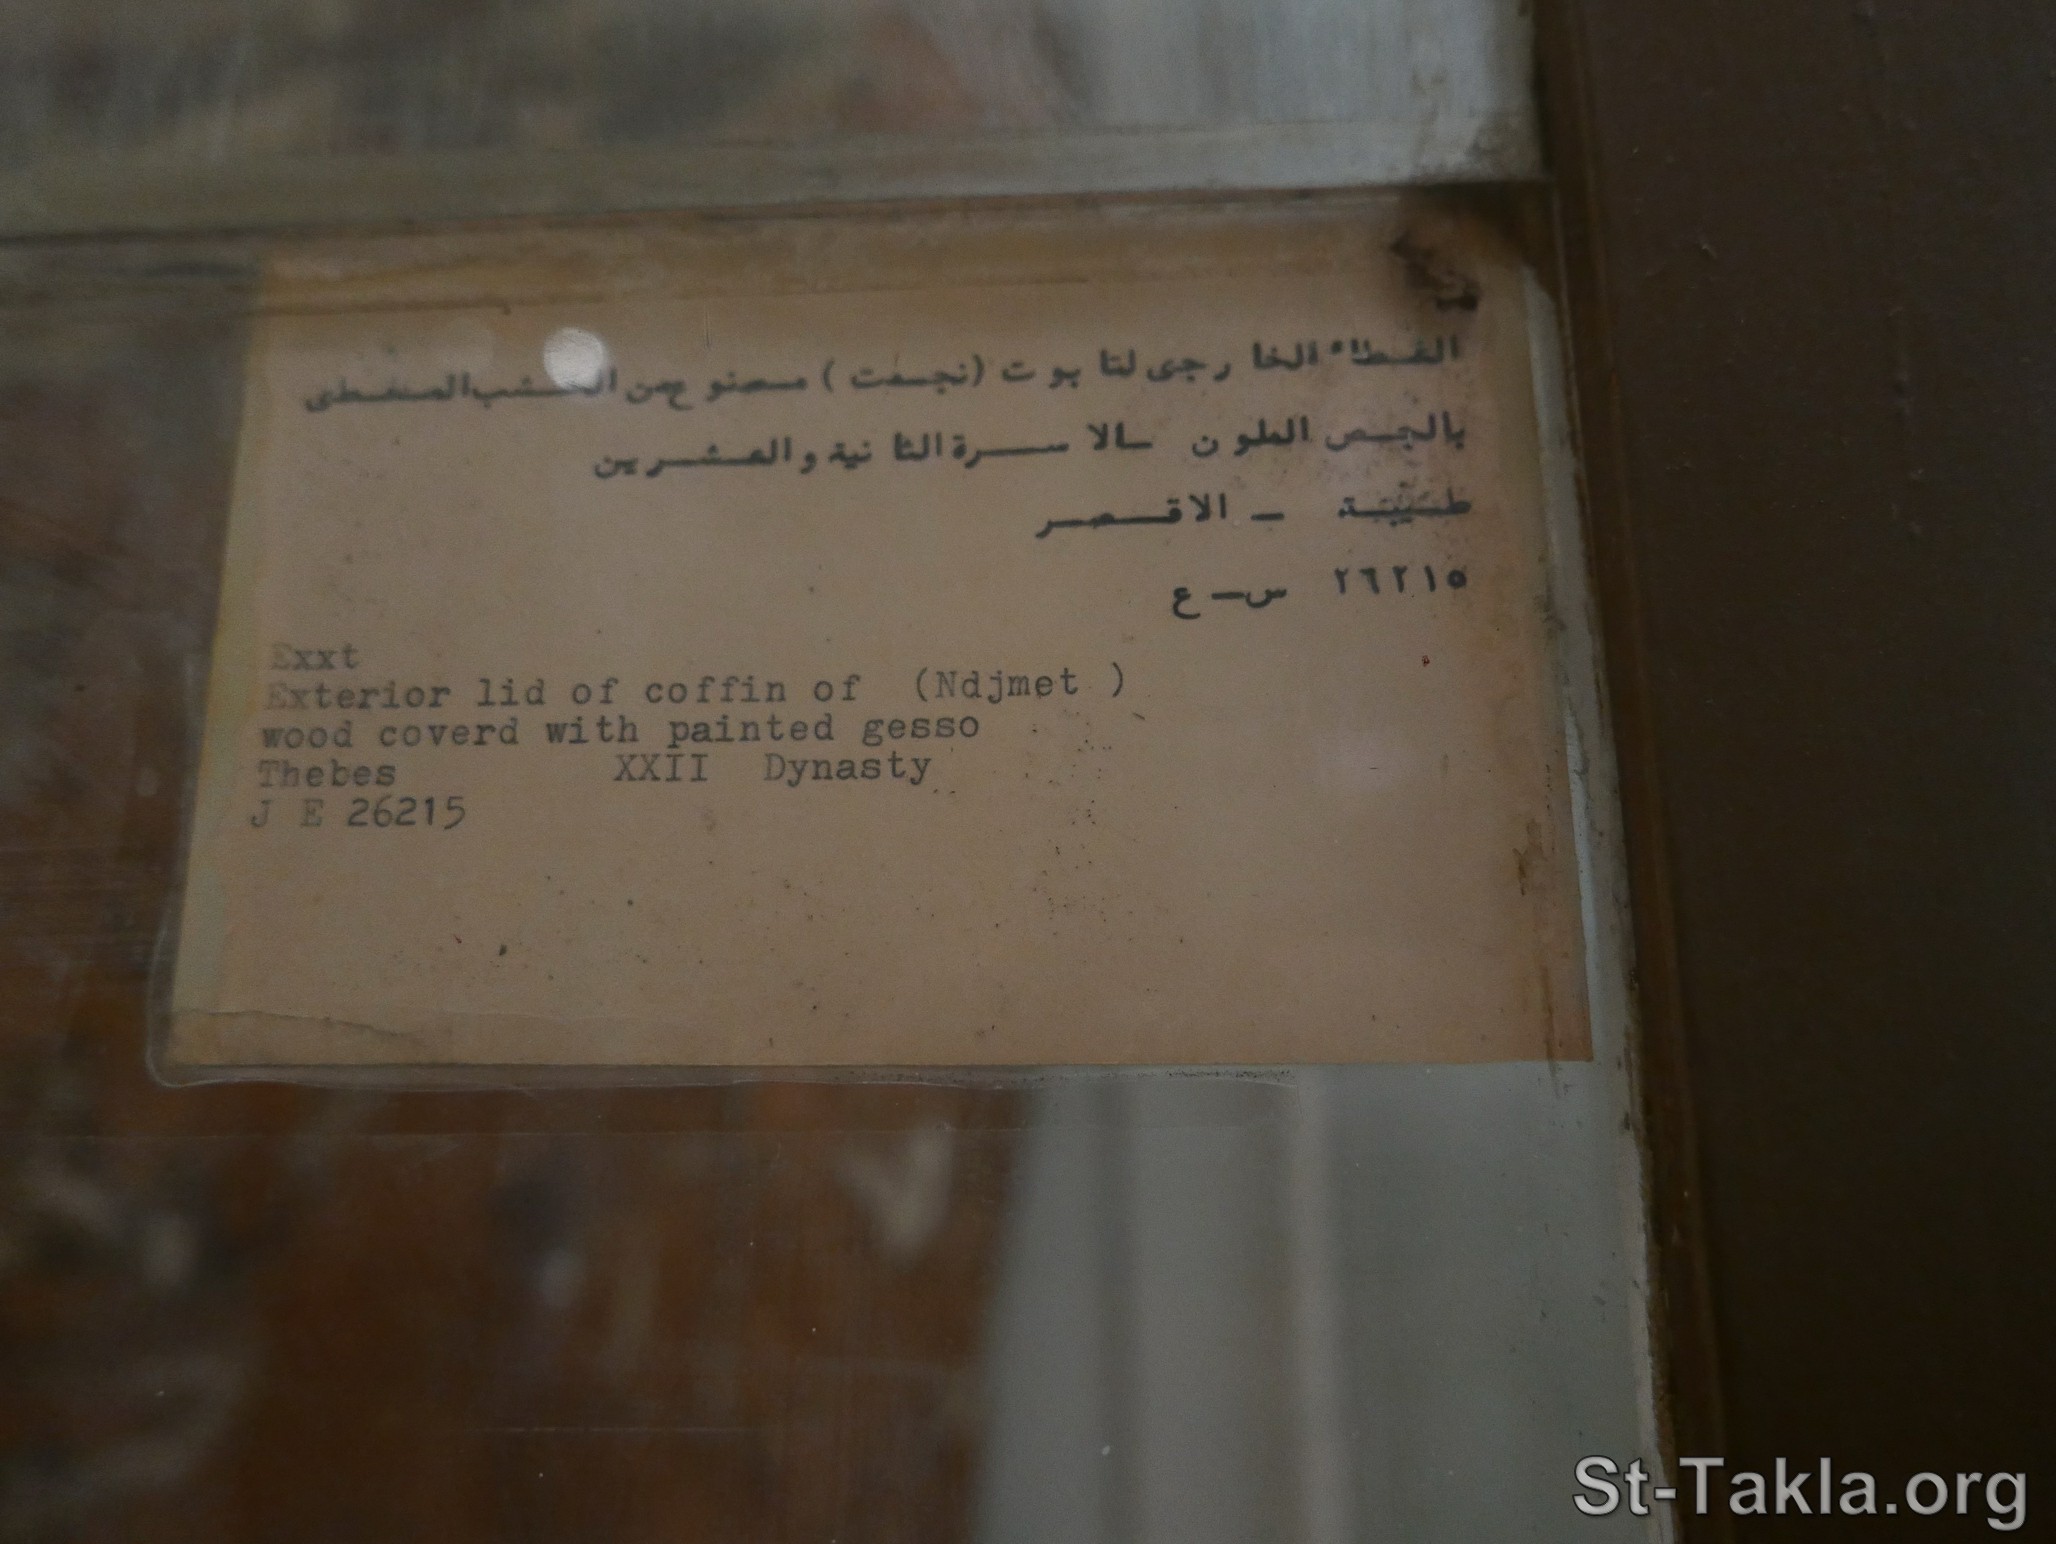 الغطاء الخارجى لتابوت (نجمت) مصنوع من الخشب المغطى
بالجص الملون - الاسرة الثانية والعشرين
طيبة - الاقصر
٢٦٢١٥ س-ع
Exxt
Exterior lid of coffin of (Ndjmet )
wood coverd with painted gesso
Thebes XXII Dynasty
J E 26215
St-Takla.org